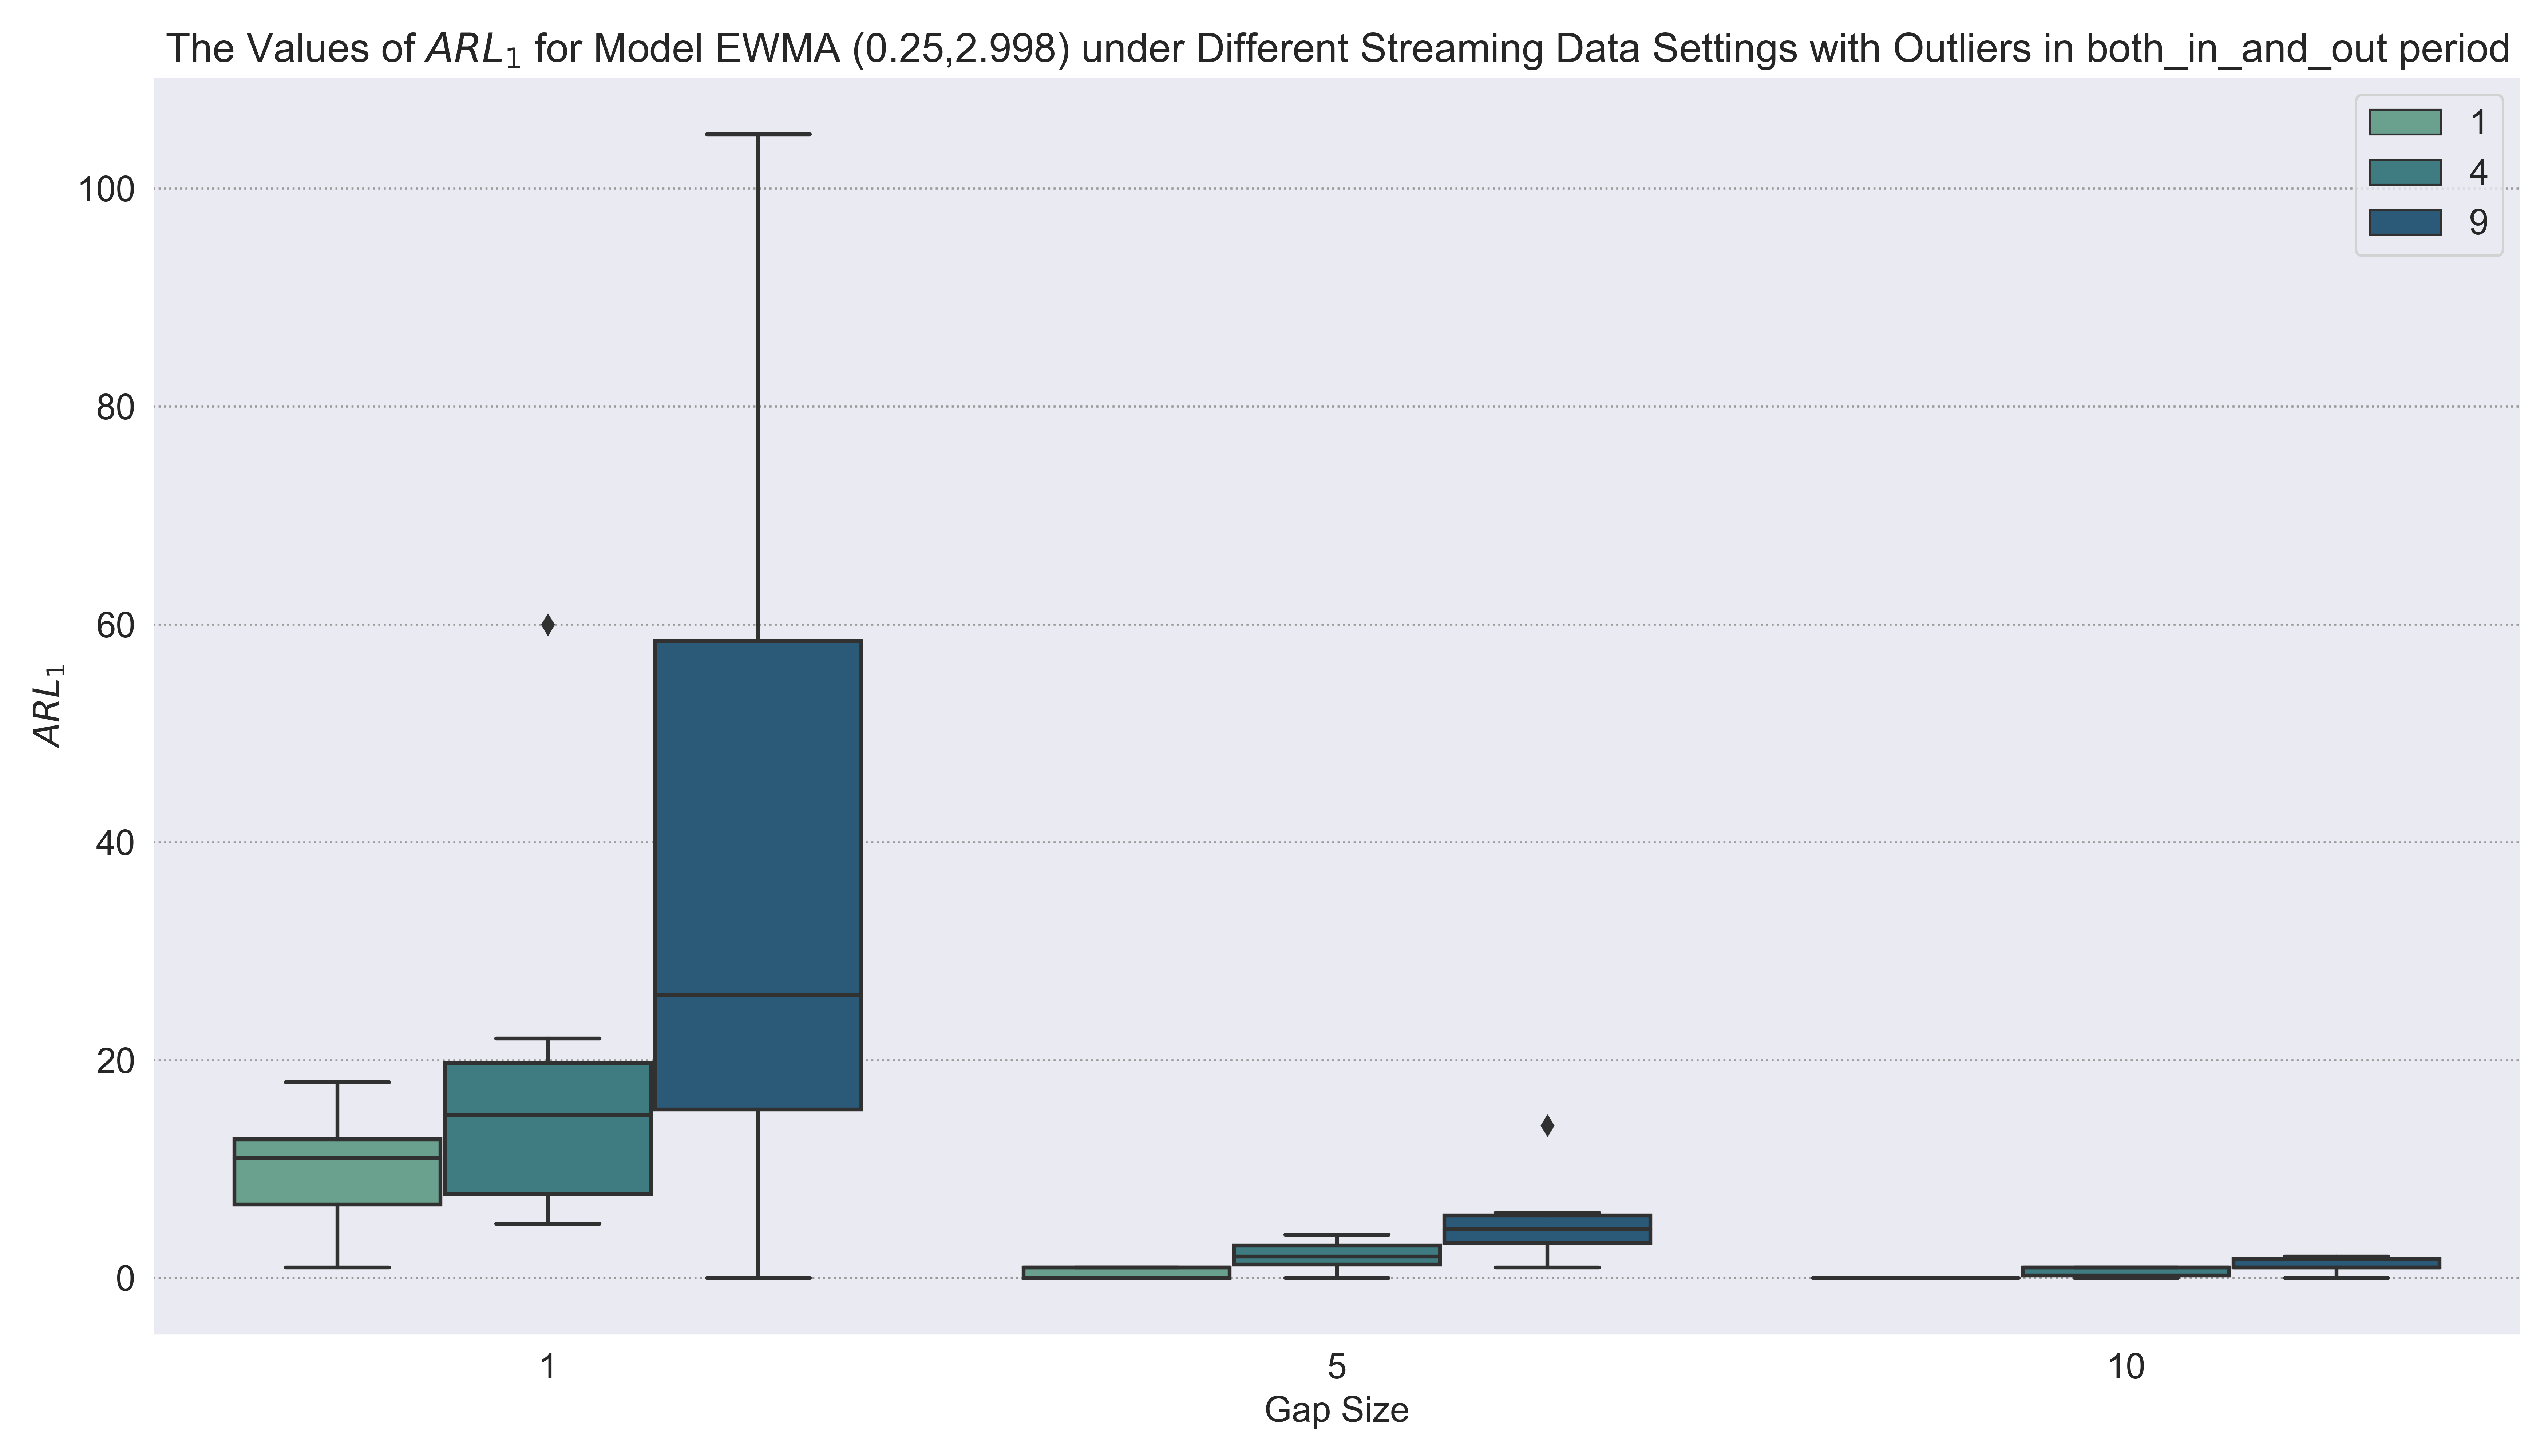 The Values of ARL₁ for Model EWMA (0.25,2.998) under Different Streaming Data Settings with Outliers in both_in_and_out period
1
4
9
100
80
60
40
20
0
ARL₁
1 5 10
Gap Size